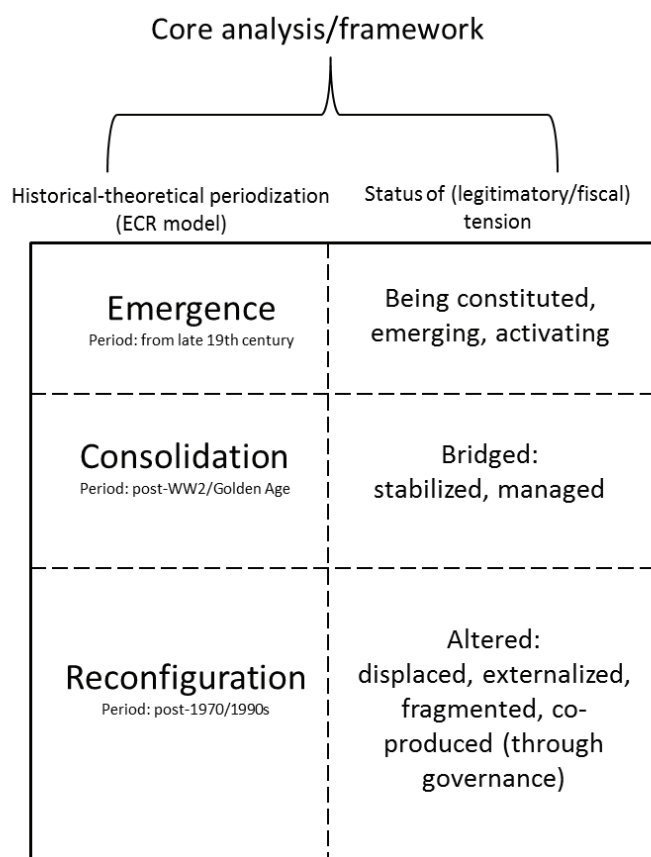 Core analysis/framework
Historical-theoretical periodization
(ECR model)
Status of (legitimatory/fiscal)
tension
Emergence
Period: from late 19th century
Being constituted,
emerging, activating
Consolidation
Period: post-WW2/Golden Age
Bridged:
stabilized, managed
Reconfiguration
Period: post-1970/1990s
Altered:
displaced, externalized,
fragmented, co-
produced (through
governance)